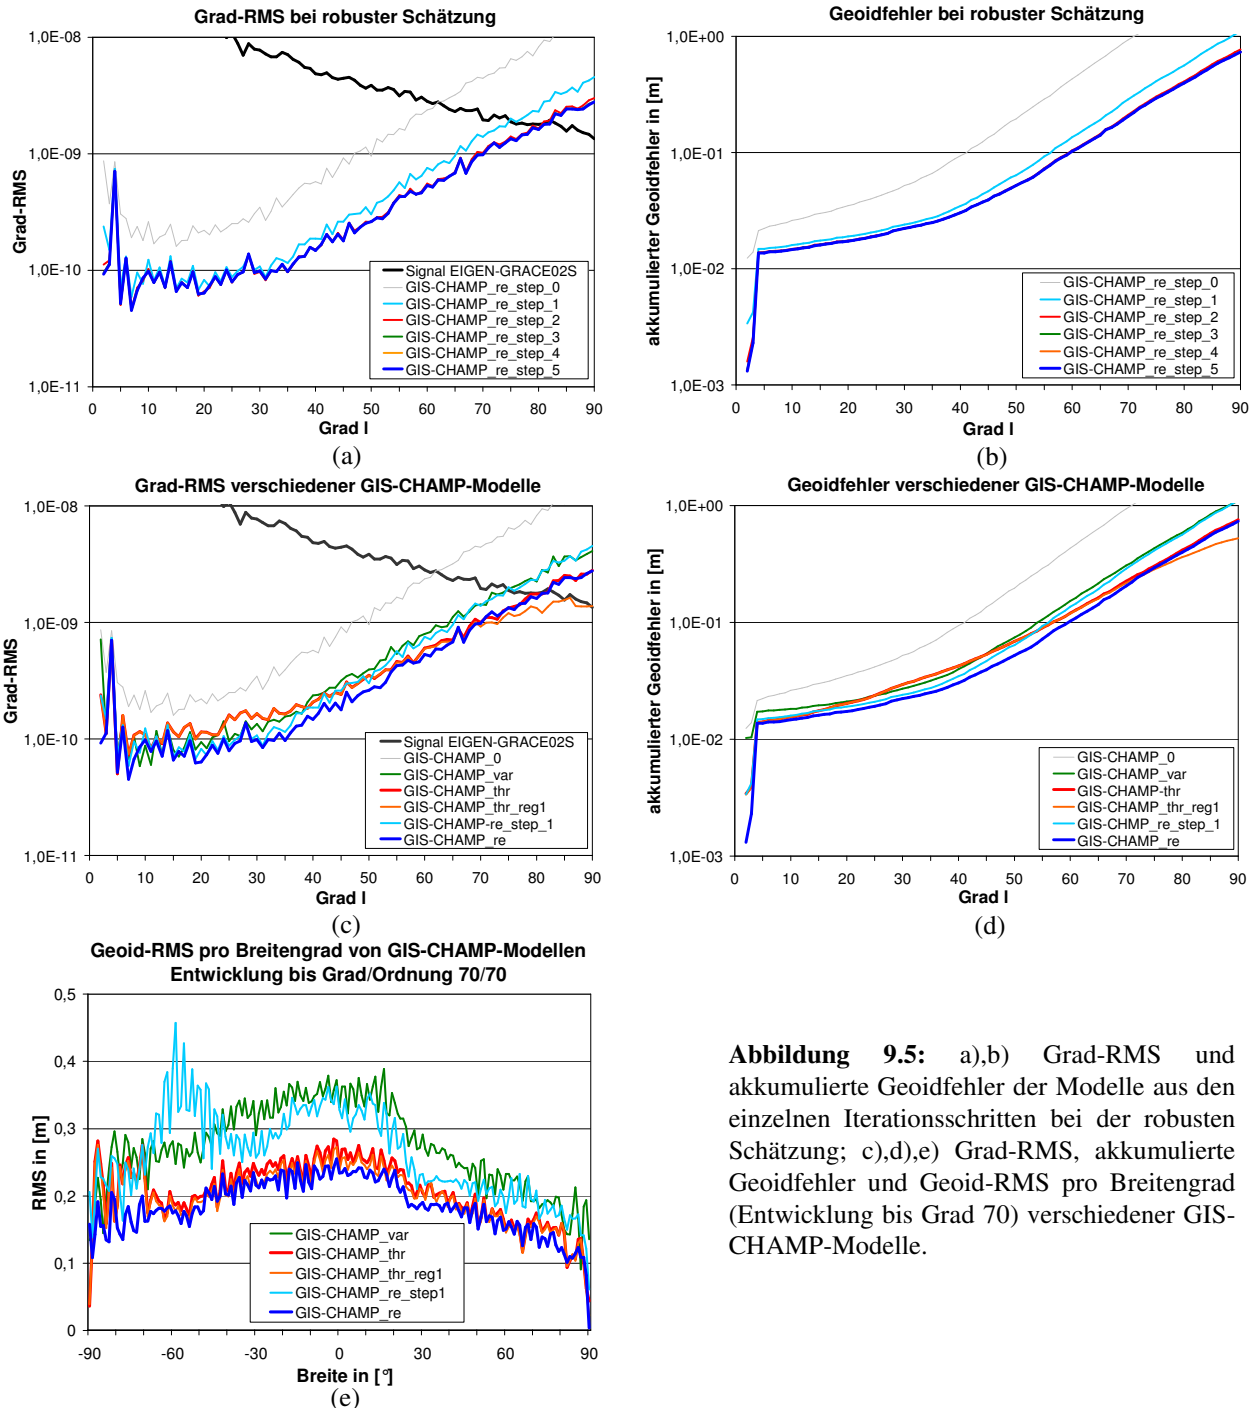 Grad-RMS bei robuster Schätzung
1,0E-08
1,0E-09
1,0E-10
1,0E-11
Grad-RMS
Signal EIGEN-GRACE02S
GIS-CHAMP_re_step_0
GIS-CHAMP_re_step_1
GIS-CHAMP_re_step_2
GIS-CHAMP_re_step_3
GIS-CHAMP_re_step_4
GIS-CHAMP_re_step_5
0 10 20 30 40 50 60 70 80 90
Grad l
(a)
Geoidfehler bei robuster Schätzung
1,0E+00
1,0E-01
1,0E-02
1,0E-03
akkumulierter Geoidfehler in [m]
GIS-CHAMP_re_step_0
GIS-CHAMP_re_step_1
GIS-CHAMP_re_step_2
GIS-CHAMP_re_step_3
GIS-CHAMP_re_step_4
GIS-CHAMP_re_step_5
0 10 20 30 40 50 60 70 80 90
Grad l
(b)
Grad-RMS verschiedener GIS-CHAMP-Modelle
1,0E-08
1,0E-09
1,0E-10
1,0E-11
Grad-RMS
Signal EIGEN-GRACE02S
GIS-CHAMP_0
GIS-CHAMP_var
GIS-CHAMP_thr
GIS-CHAMP_thr_reg1
GIS-CHAMP-re_step_1
GIS-CHAMP_re
0 10 20 30 40 50 60 70 80 90
Grad l
(c)
Geoidfehler verschiedener GIS-CHAMP-Modelle
1,0E+00
1,0E-01
1,0E-02
1,0E-03
akkumulierter Geoidfehler in [m]
GIS-CHAMP_0
GIS-CHAMP_var
GIS-CHAMP-thr
GIS-CHAMP_thr_reg1
GIS-CHMP_re_step_1
GIS-CHAMP_re
0 10 20 30 40 50 60 70 80 90
Grad l
(d)
Geoid-RMS pro Breitengrad von GIS-CHAMP-Modellen
Entwicklung bis Grad/Ordnung 70/70
0,5
0,4
0,3
0,2
0,1
0
RMS in [m]
GIS-CHAMP_var
GIS-CHAMP_thr
GIS-CHAMP_thr_reg1
GIS-CHAMP_re_step1
GIS-CHAMP_re
-90 -60 -30 0 30 60 90
Breite in [°]
(e)
Abbildung 9.5: a),b) Grad-RMS und
akkumulierte Geoidfehler der Modelle aus den
einzelnen Iterationsschritten bei der robusten
Schätzung; c),d),e) Grad-RMS, akkumulierte
Geoidfehler und Geoid-RMS pro Breitengrad
(Entwicklung bis Grad 70) verschiedener GIS-
CHAMP-Modelle.